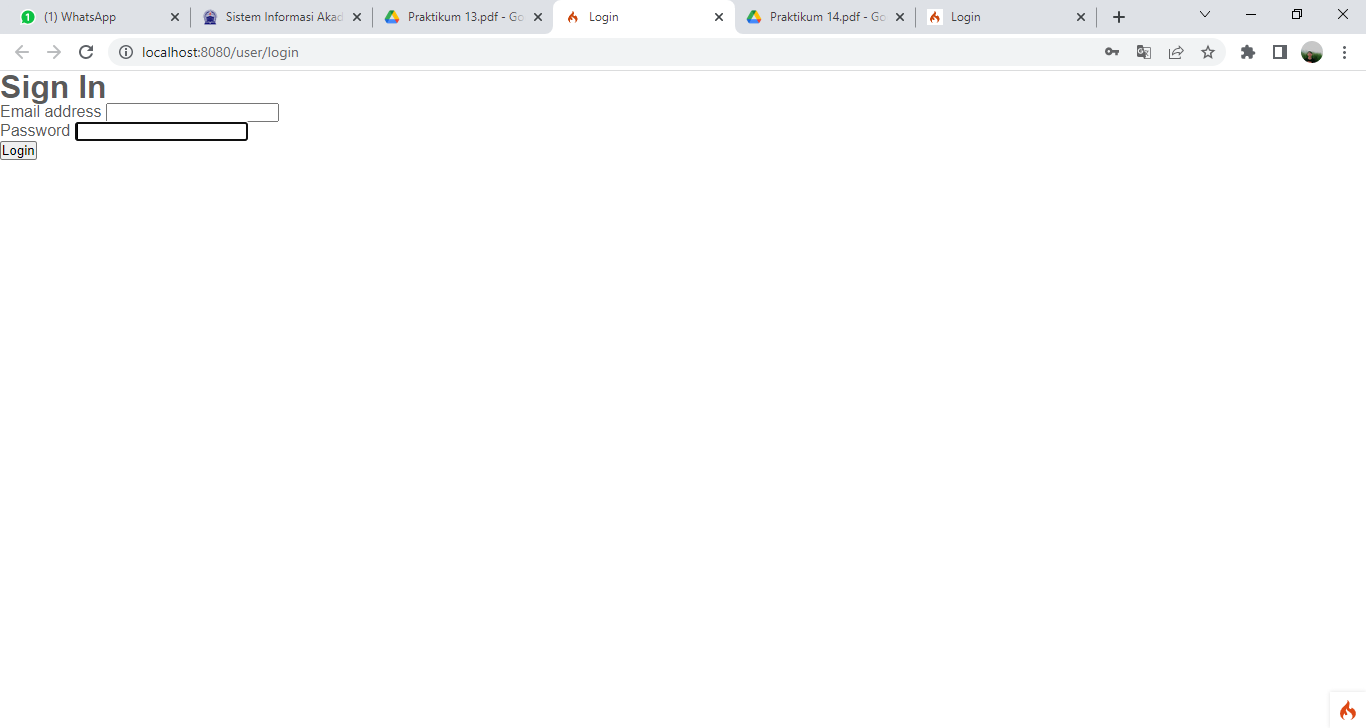 1 (1) WhatsApp
Sistem Informasi Akad
Praktikum 13.pdf - Go
Login
Praktikum 14.pdf - Go
Login
localhost:8080/user/login
Sign In
Email address
Password
Login